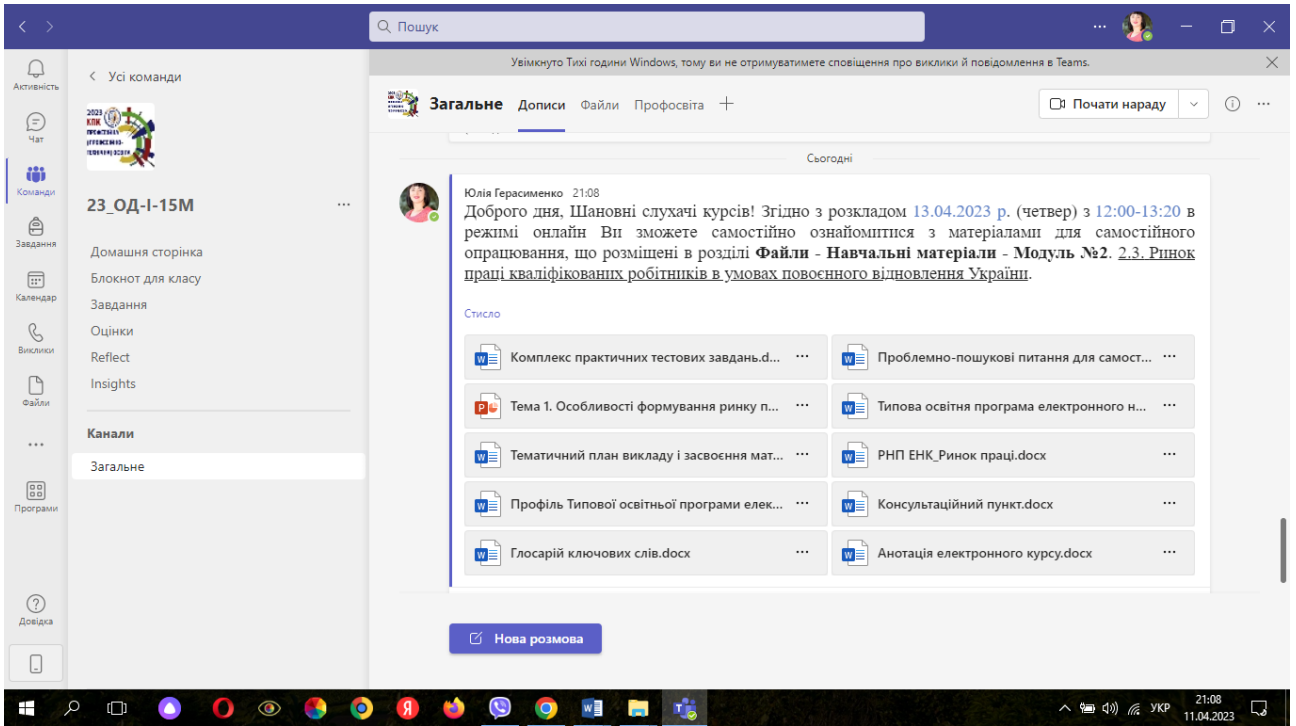 Пошук
Увімкнуто Тихі години Windows, тому ви не отримуватимете сповіщення про виклики й повідомлення в Teams.
Активність
Чат
Команди
Завдання
Календар
Виклики
Файли
Програми
Довідка
Усі команди
2023
КПК
23_ОД-І-15М
Домашня сторінка
Блокнот для класу
Завдання
Оцінки
Reflect
Insights
Канали
Загальне
Загальне Дописи Файли Профосвіта
Почати нараду
Сьогодні
Юлія Герасименко 21:08
Доброго дня, Шановні слухачі курсів! Згідно з розкладом 13.04.2023 р. (четвер) з 12:00-13:20 в
режимі онлайн Ви зможете самостійно ознайомитися з матеріалами для самостійного
опрацювання, що розміщені в розділі Файли - Навчальні матеріали - Модуль №2. 2.3. Ринок
праці кваліфікованих робітників в умовах повоєнного відновлення України.
Стисло
Комплекс практичних тестових завдань.d...
Проблемно-пошукові питання для самост...
Тема 1. Особливості формування ринку п...
Типова освітня програма електронного н...
Тематичний план викладу і засвоєння мат...
РНП ЕНК_Ринок праці.docx
Профіль Типової освітньої програми елек...
Консультаційний пункт.docx
Глосарій ключових слів.docx
Анотація електронного курсу.docx
Нова розмова
УКР
21:08
11.04.2023